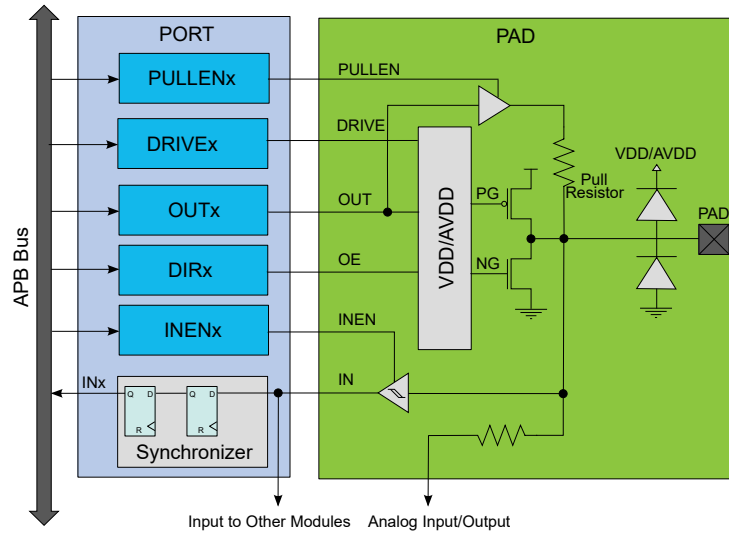 PORT
PAD
APB Bus
PULLENx
PULLEN
DRIVEx
DRIVE
OUTx
OUT
DIRx
OE
INENx
INEN
VDD/AVDD
PG
NG
Pull
Resistor
VDD/AVDD
PAD
INx
Q D
R
Q D
R
IN
Synchronizer
Input to Other Modules
Analog Input/Output